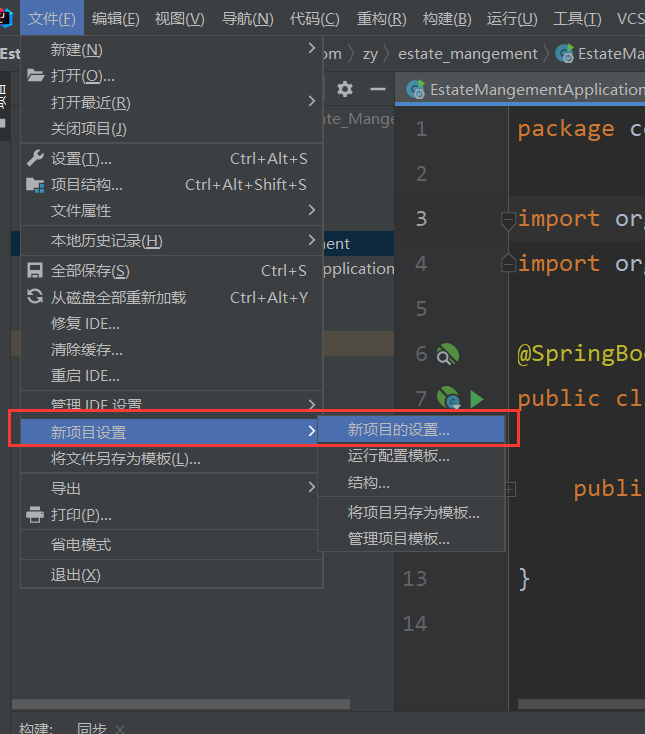 文件(F) 编辑(E) 视图(V) 导航(N) 代码(C) 重构(R) 构建(B) 运行(U) 工具(T) VCS
Est
om zy estate_mangement EstateMa
新建(N)
打开(O)...
打开最近(R)
关闭项目(J)
设置(T)... Ctrl+Alt+S
项目结构... Ctrl+Alt+Shift+S
文件属性
本地历史记录(H)
全部保存(S) Ctrl+S
从磁盘全部重新加载 Ctrl+Alt+Y
修复 IDE...
清除缓存...
重启 IDE...
管理 IDE 设置
新项目设置
将文件另存为模板(L)...
导出
打印(P)...
省电模式
退出(X)
新项目的设置...
运行配置模板...
结构...
将项目另存为模板...
管理项目模板...
ate_Mange
ment
pplication
EstateMangementApplication
1 package c
2
3 import or
4 import or
5
6 @SpringBo
7 public cl
publi
13 }
14
构建: 同步